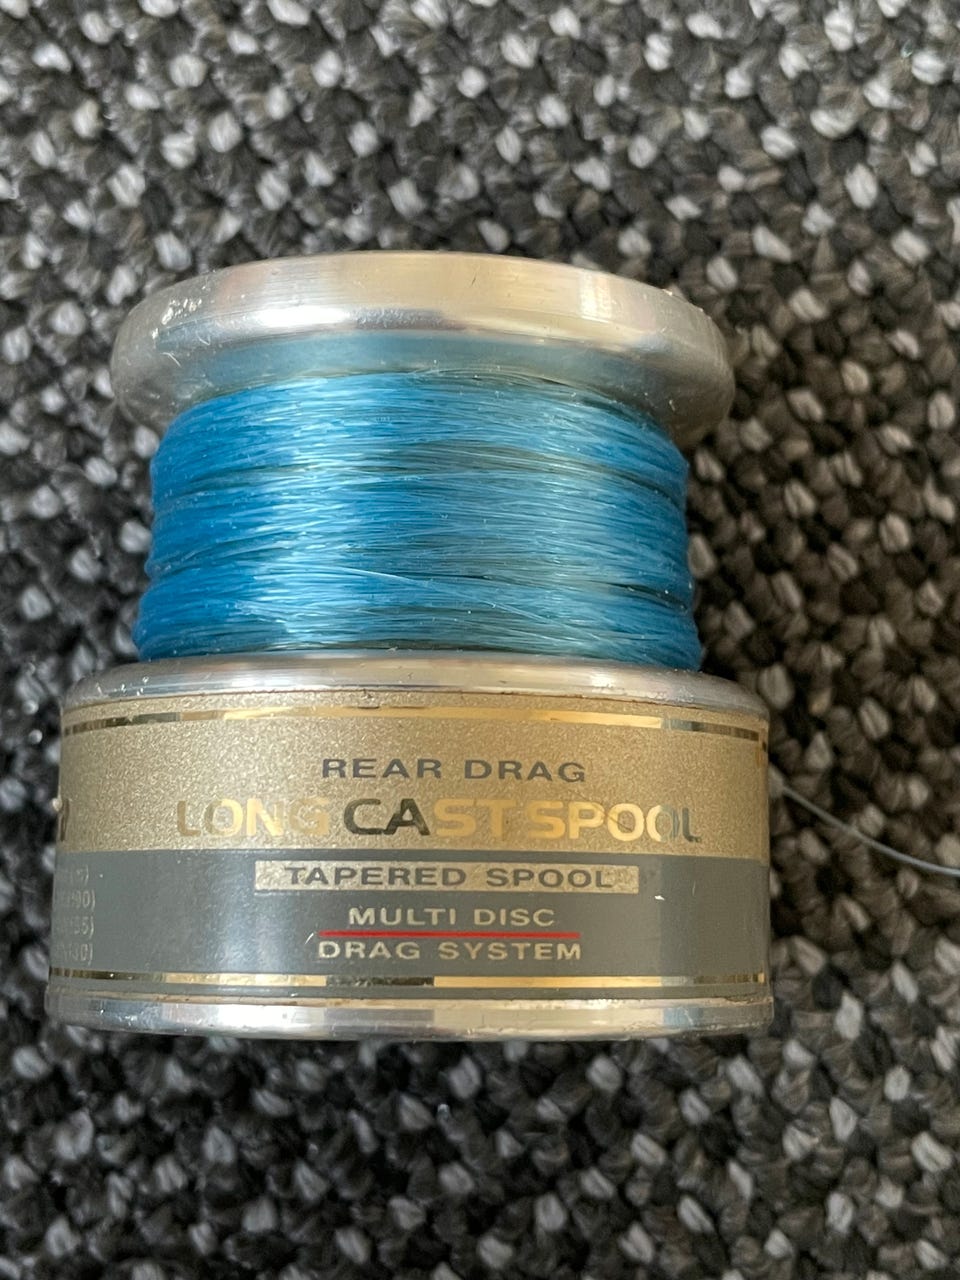 REAR DRAG
LONG CAST SPOOL
TAPERED SPOOL
MULTI DISC
DRAG SYSTEM